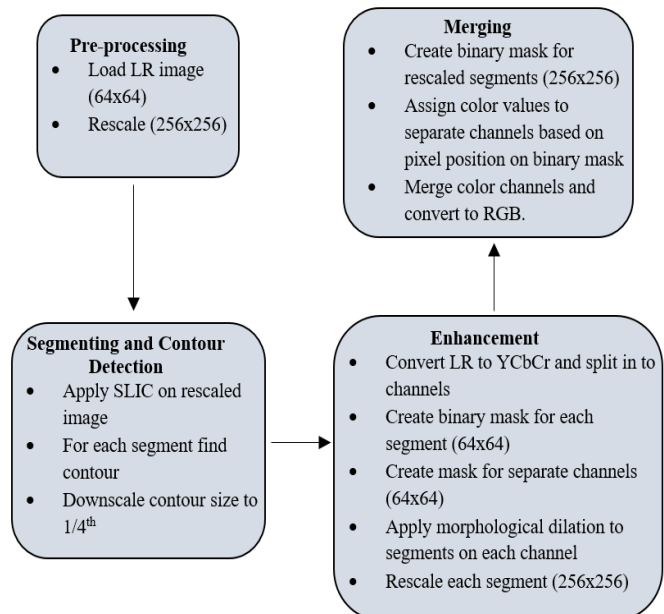 Pre-processing
• Load LR image
(64x64)
• Rescale (256x256)
Segmenting and Contour
Detection
• Apply SLIC on rescaled
image
• For each segment find
contour
• Downscale contour size to
1/4th
Enhancement
• Convert LR to YCbCr and split in to
channels
• Create binary mask for each
segment (64x64)
• Create mask for separate channels
(64x64)
• Apply morphological dilation to
segments on each channel
• Rescale each segment (256x256)
Merging
• Create binary mask for
rescaled segments (256x256)
• Assign color values to
separate channels based on
pixel position on binary mask
• Merge color channels and
convert to RGB.